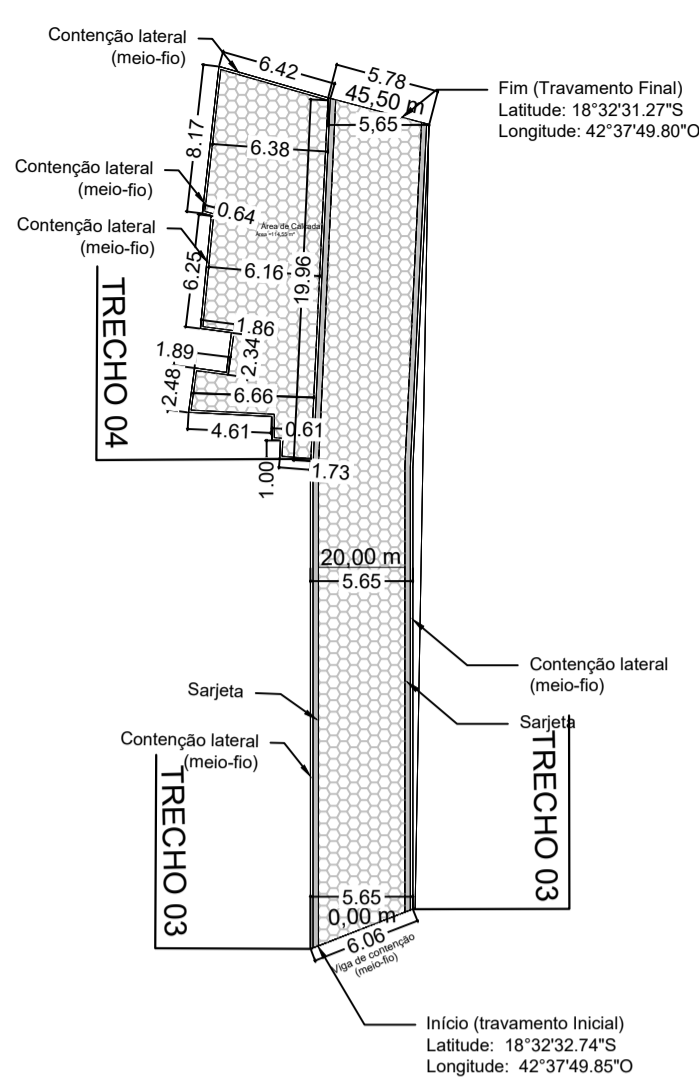 Contenção lateral
(meio-fio)
6.42
5.78
45,50 m
5,65
Fim (Travamento Final)
Latitude: 18°32'31.27"S
Longitude: 42°37'49.80"O
8.17
6.38
Contenção lateral
(meio-fio)
0.64
Contenção lateral
(meio-fio)
Área de Calçada
6.25
6.16
19.96
TRECHO 04
1.86
1.89
2.34
2.48
6.66
4.61
0.61
1.00
1.73
20,00 m
5.65
Contenção lateral
(meio-fio)
Sarjeta
Sarjeta
Contenção lateral
(meio-fio)
TRECHO 03
TRECHO 03
5.65
0,00 m
6.06
Viga de contenção
(meio-fio)
Início (travamento Inicial)
Latitude: 18°32'32.74"S
Longitude: 42°37'49.85"O